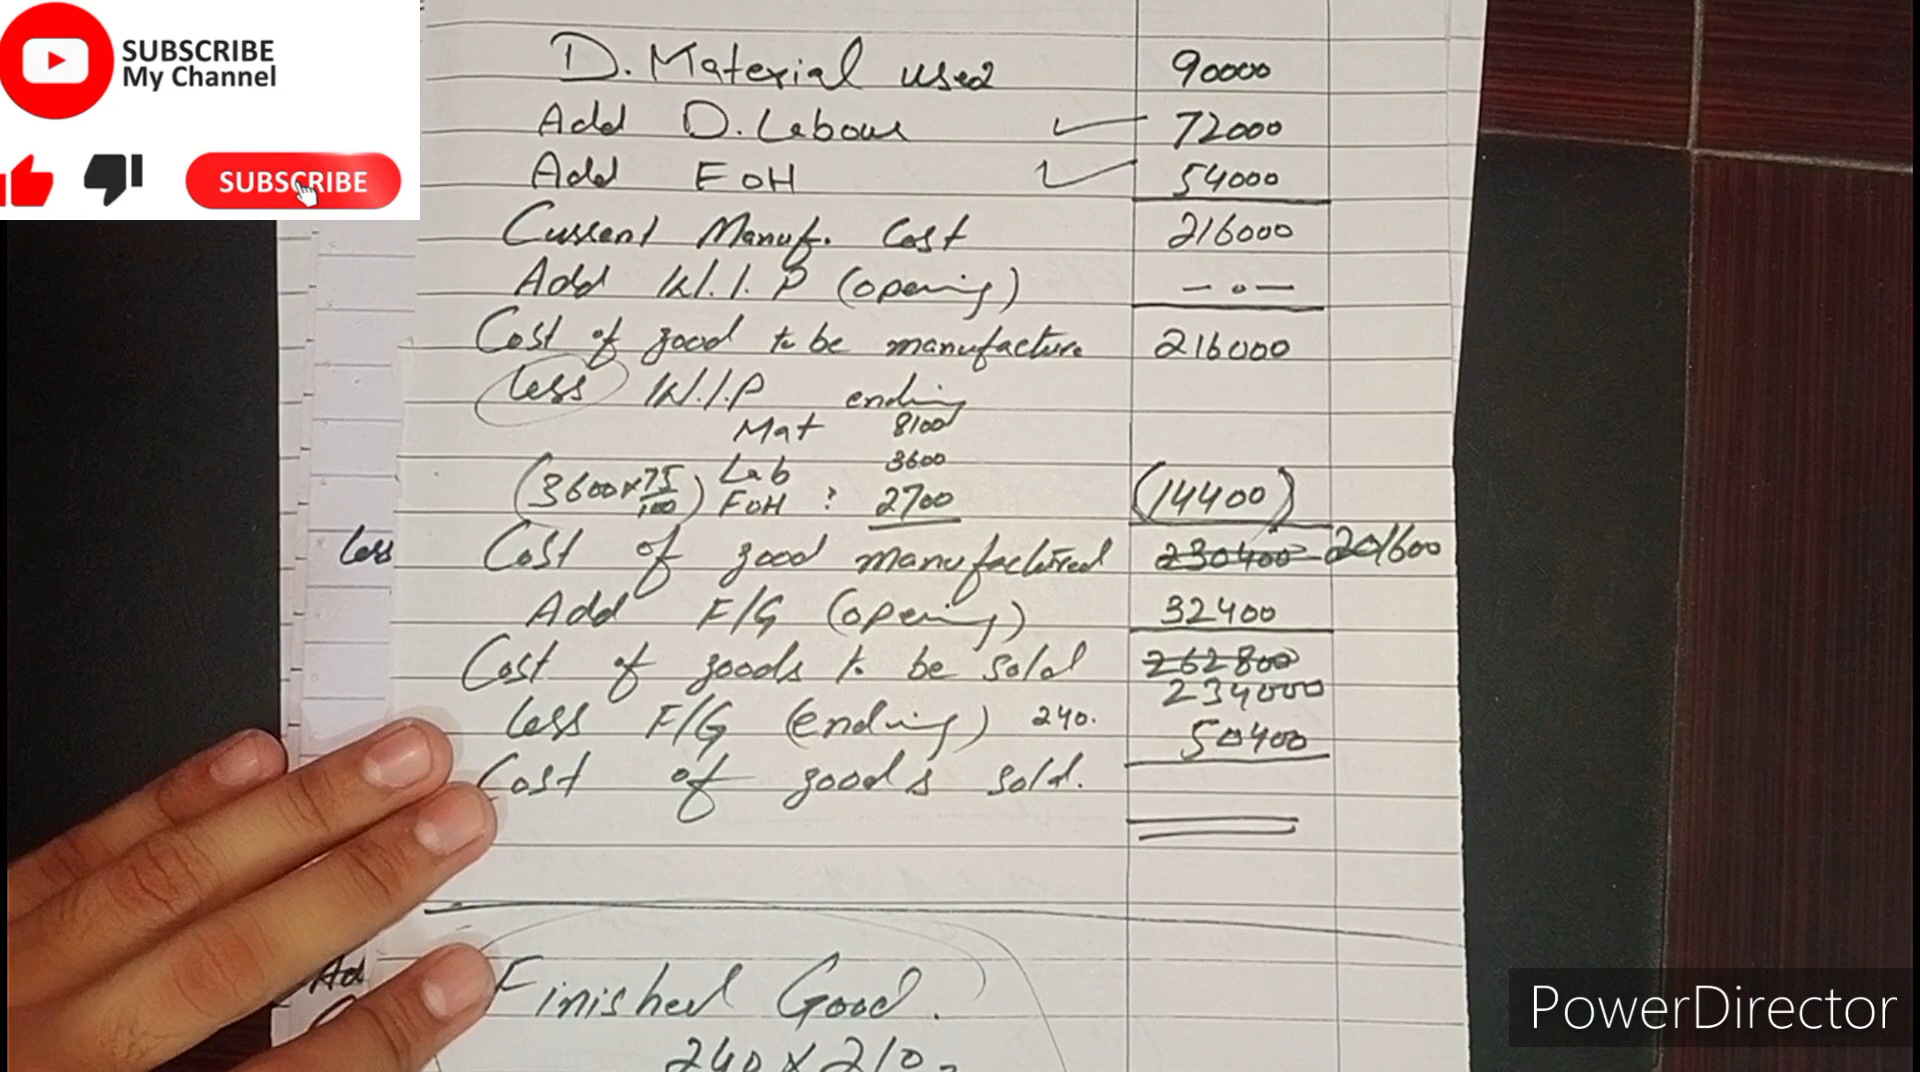 SUBSCRIBE
My Channel
SUBSCRIBE
D. Material used 90000
Add D. Labour 72000
Add FOH 54000
Current Manuf. Cost 216000
Add W.I.P (opening) —o—
Cost of good to be manufacture 216000
Less W.I.P ending
Mat 8100
Lab 3600
(3600×75/100) FOH : 2700 (14400)
Less Cost of good manufactured 230400 201600
Add F/G (opening) 32400
Cost of goods to be sold 262800
234000
Less F/G (ending) 240. 50400
Cost of goods sold.
Ad Finished Good.
240 × 210
PowerDirector